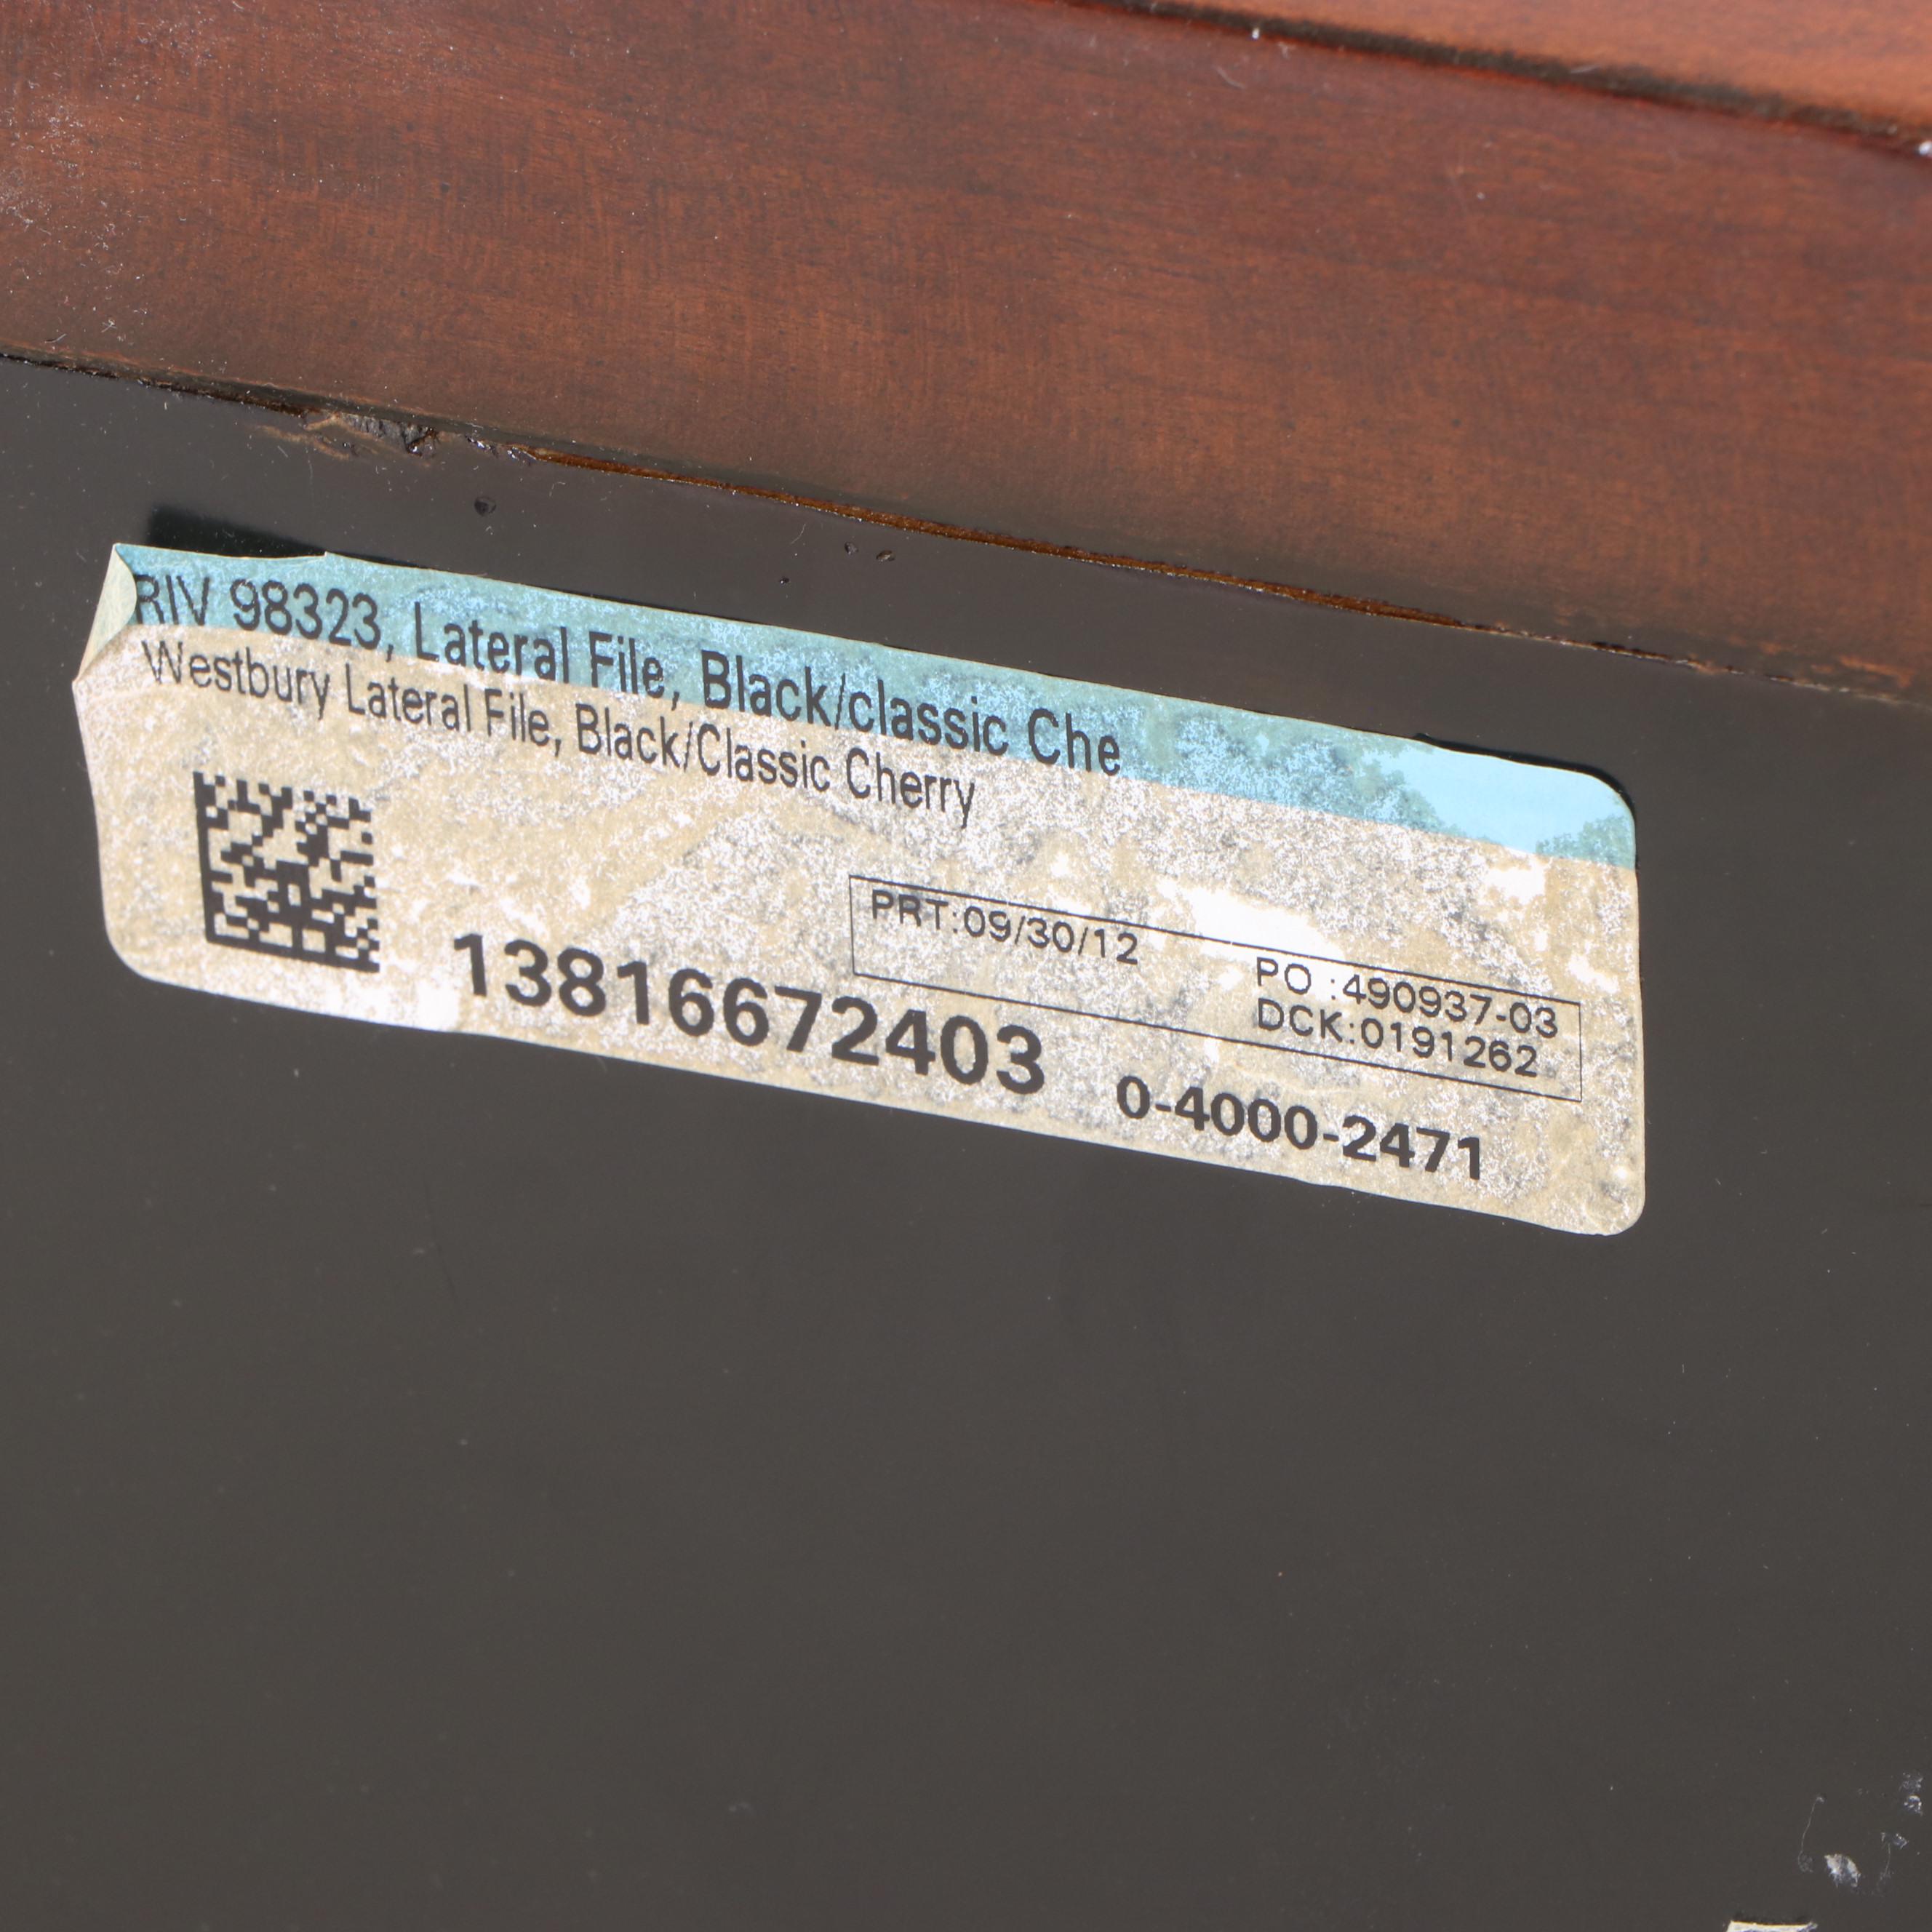 RIV 98323, Lateral File, Black/classic Che
Westbury Lateral File, Black/Classic Cherry
PRT:09/30/12
PO :490937-03
DCK:0191262
13816672403
0-4000-2471